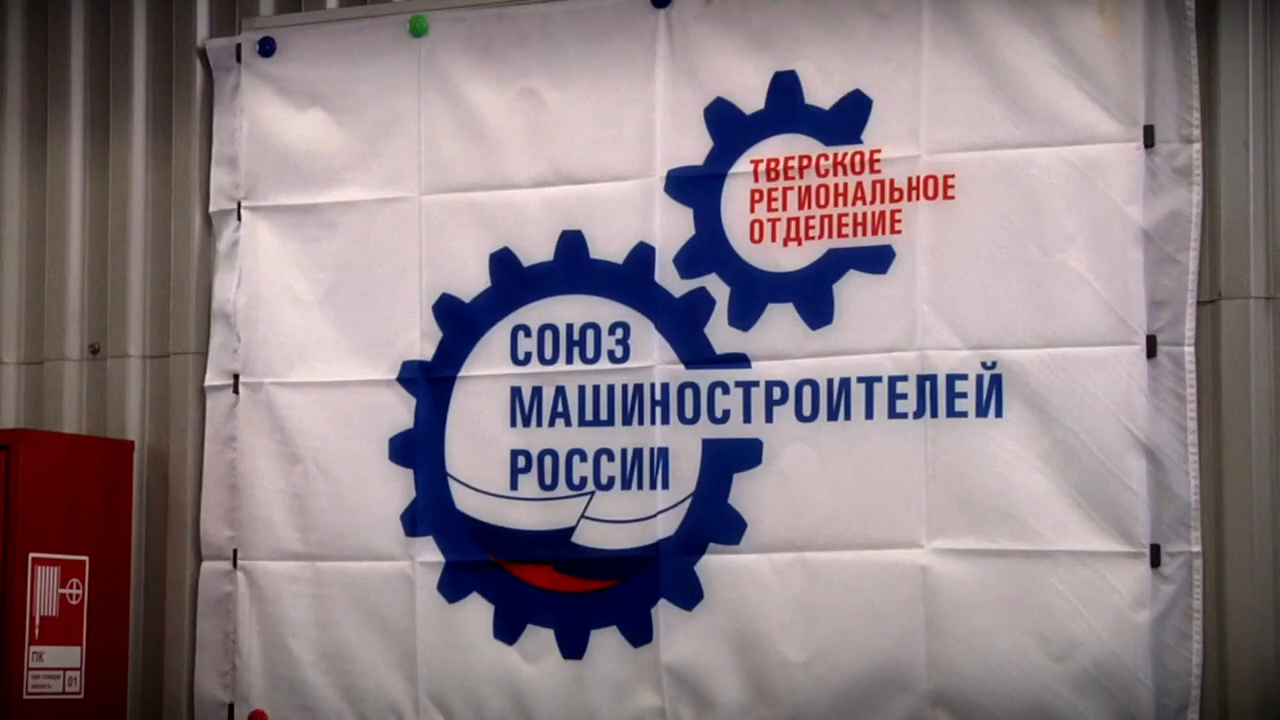 ТВЕРСКОЕ
РЕГИОНАЛЬНОЕ
ОТДЕЛЕНИЕ
СОЮЗ
МАШИНОСТРОИТЕЛЕЙ
РОССИИ
ПК
01